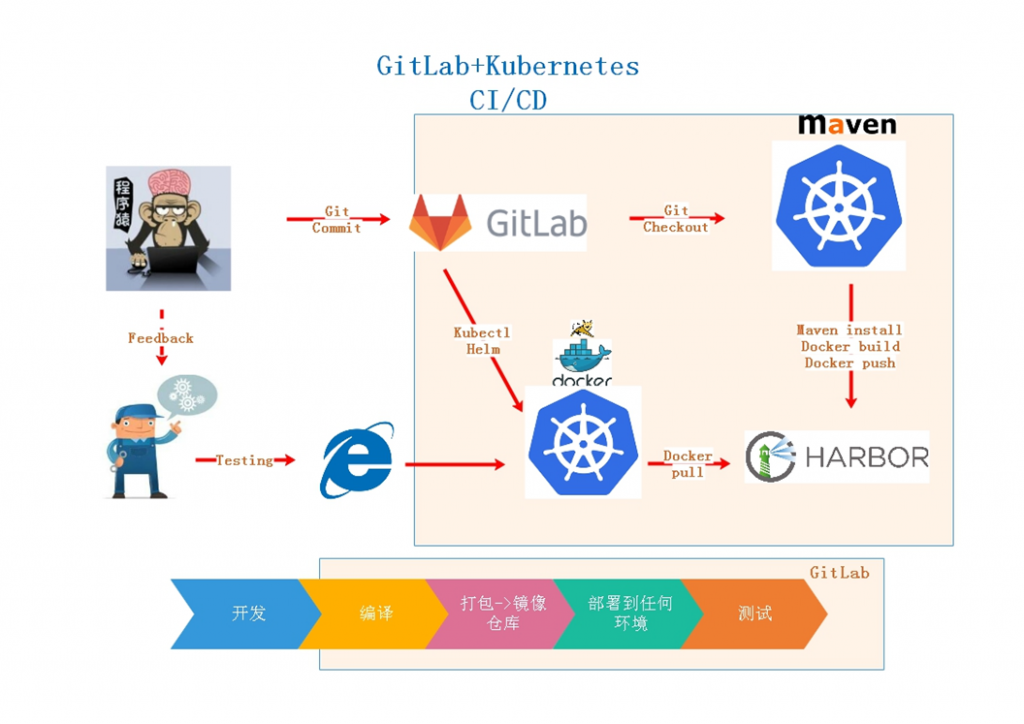 GitLab+Kubernetes
CI/CD
maven
程序猿
Git
Commit
GitLab
Git
Checkout
Feedback
Kubectl
Helm
docker
Maven install
Docker build
Docker push
Testing
Docker
pull
HARBOR
GitLab
开发
编译
打包->镜像
仓库
部署到任何
环境
测试